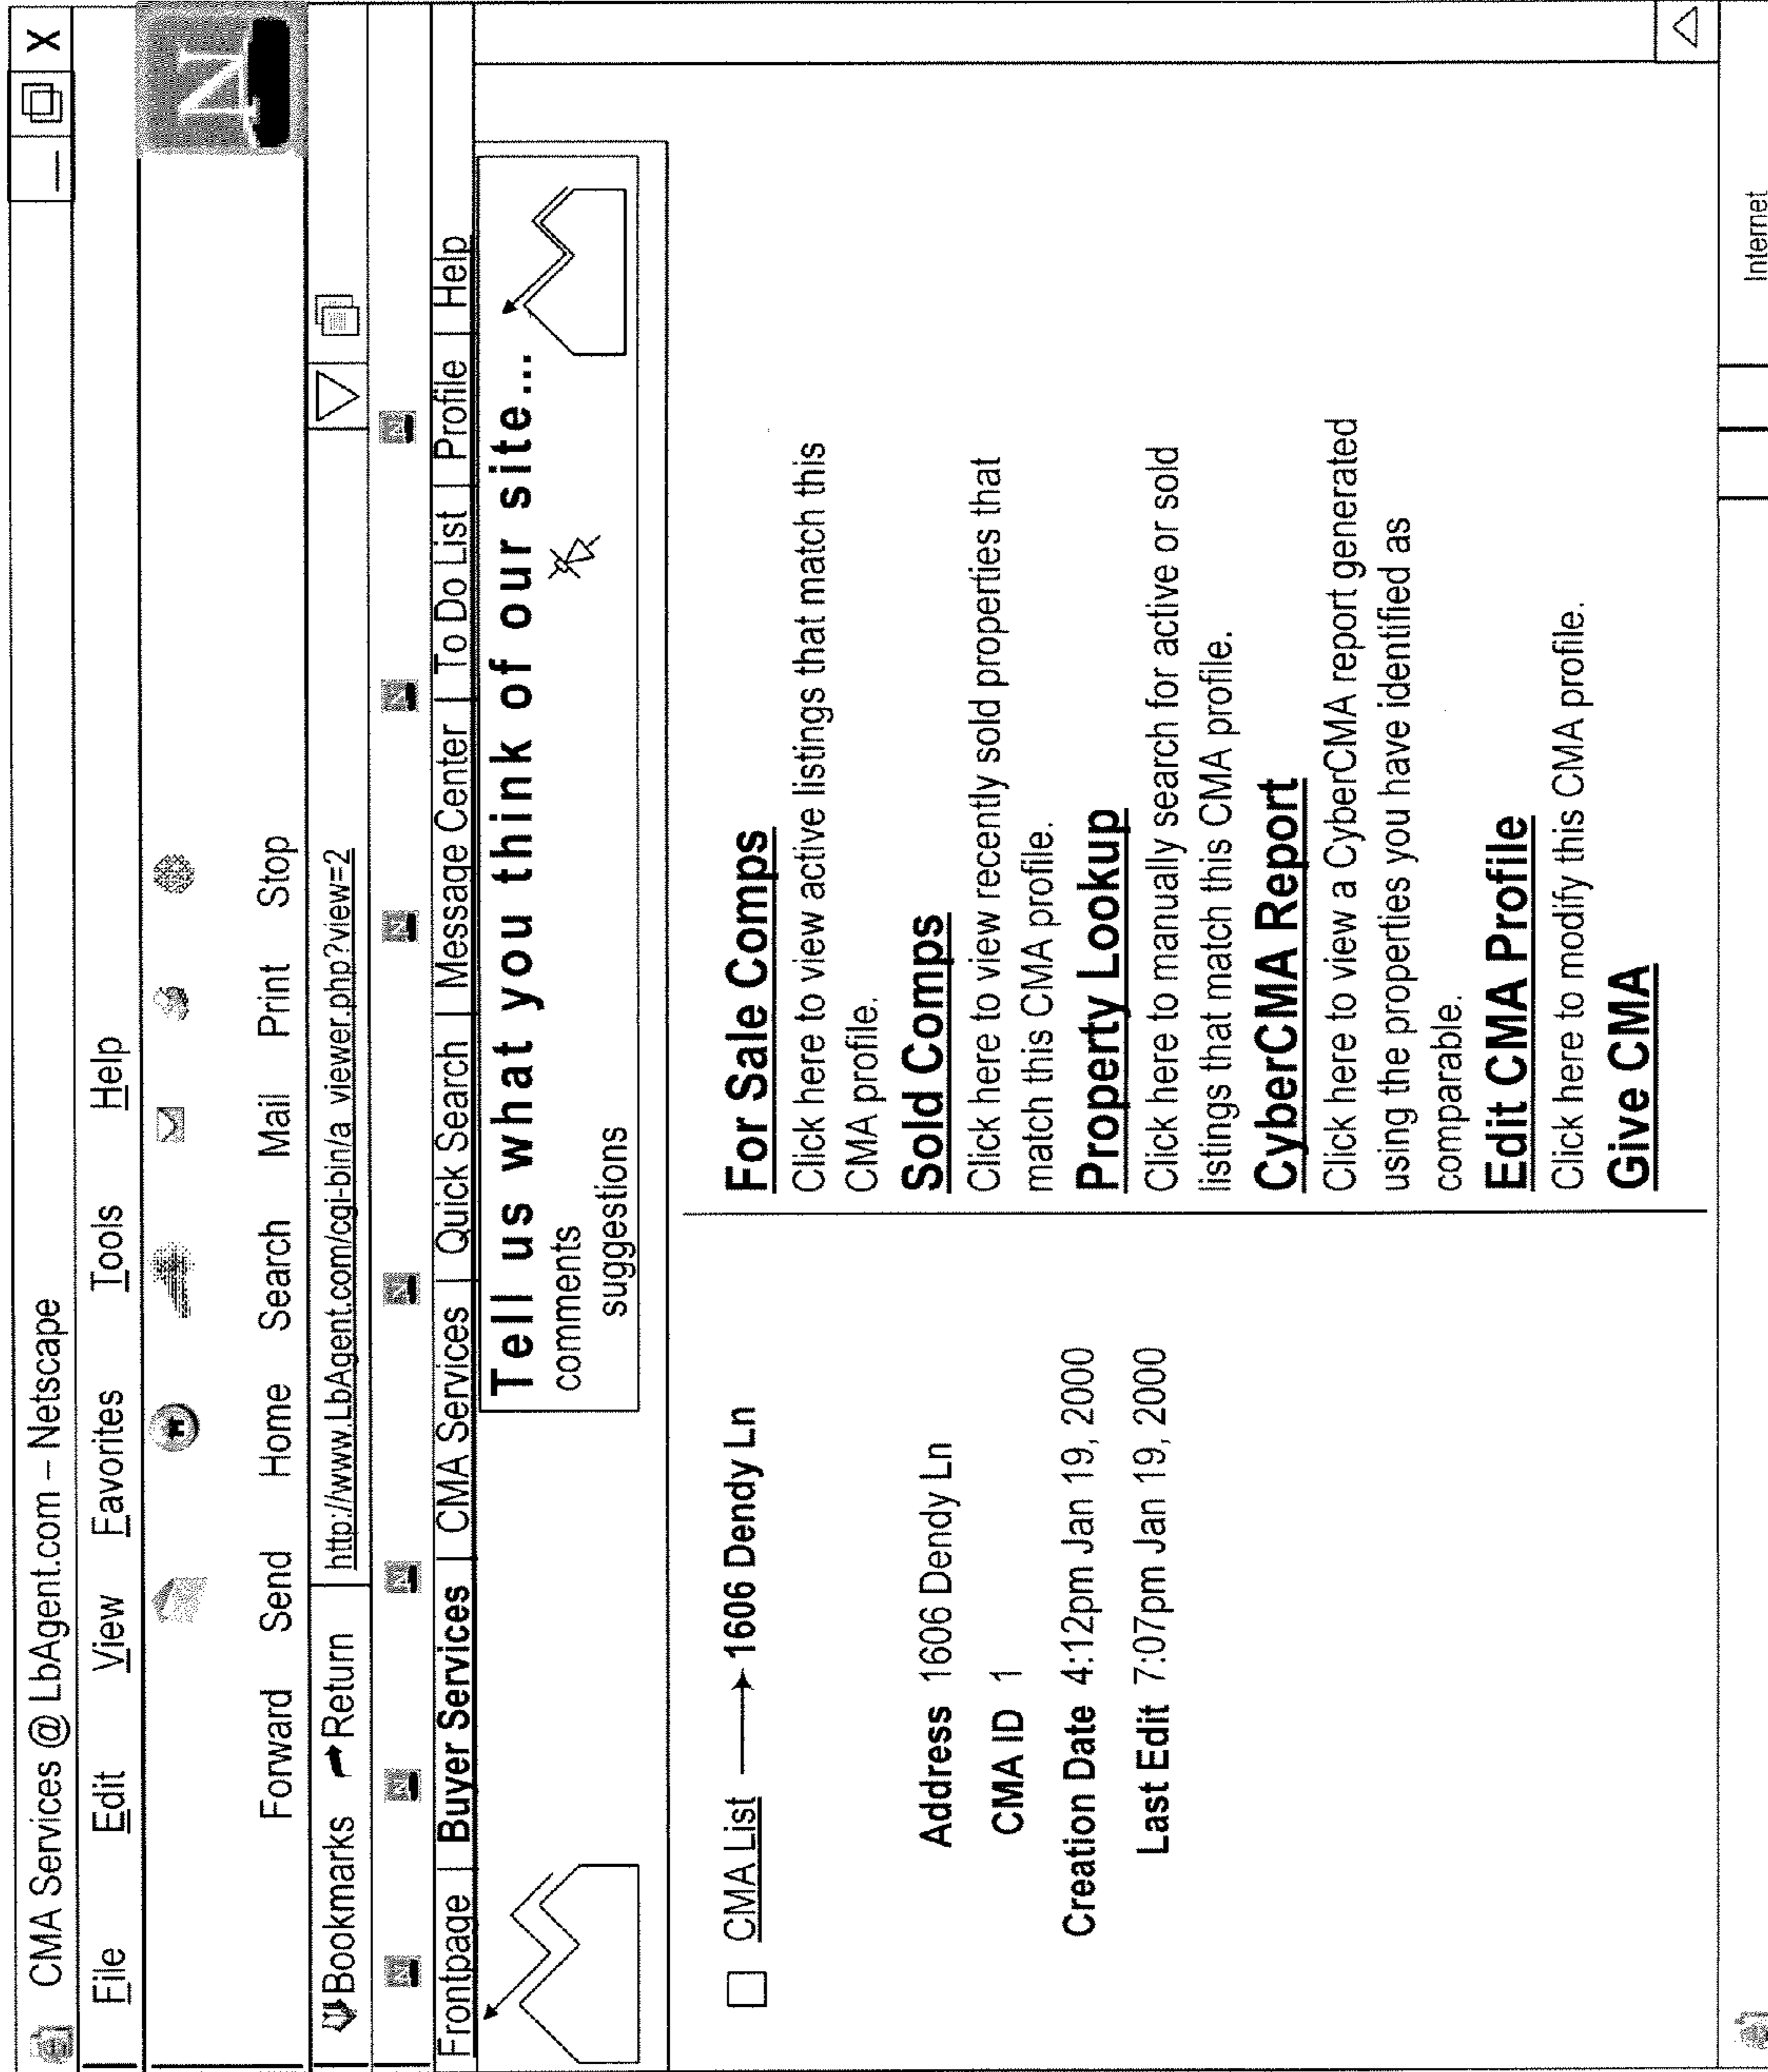 CMA Services @ LbAgent.com – Netscape
_ X
File Edit View Favorites Tools Help
N
Forward Send Home Search Mail Print Stop
Bookmarks Return http://www.LbAgent.com/cgi-bin/a_viewer.php?view=2
N N N N N N N
Frontpage | Buyer Services | CMA Services | Quick Search | Message Center | To Do List | Profile | Help
Tell us what you think of our site...
comments
suggestions
CMA List 1606 Dendy Ln
Address 1606 Dendy Ln
CMA ID 1
Creation Date 4:12pm Jan 19, 2000
Last Edit 7:07pm Jan 19, 2000
For Sale Comps
Click here to view active listings that match this
CMA profile.
Sold Comps
Click here to view recently sold properties that
match this CMA profile.
Property Lookup
Click here to manually search for active or sold
listings that match this CMA profile.
CyberCMA Report
Click here to view a CyberCMA report generated
using the properties you have identified as
comparable.
Edit CMA Profile
Click here to modify this CMA profile.
Give CMA
Internet